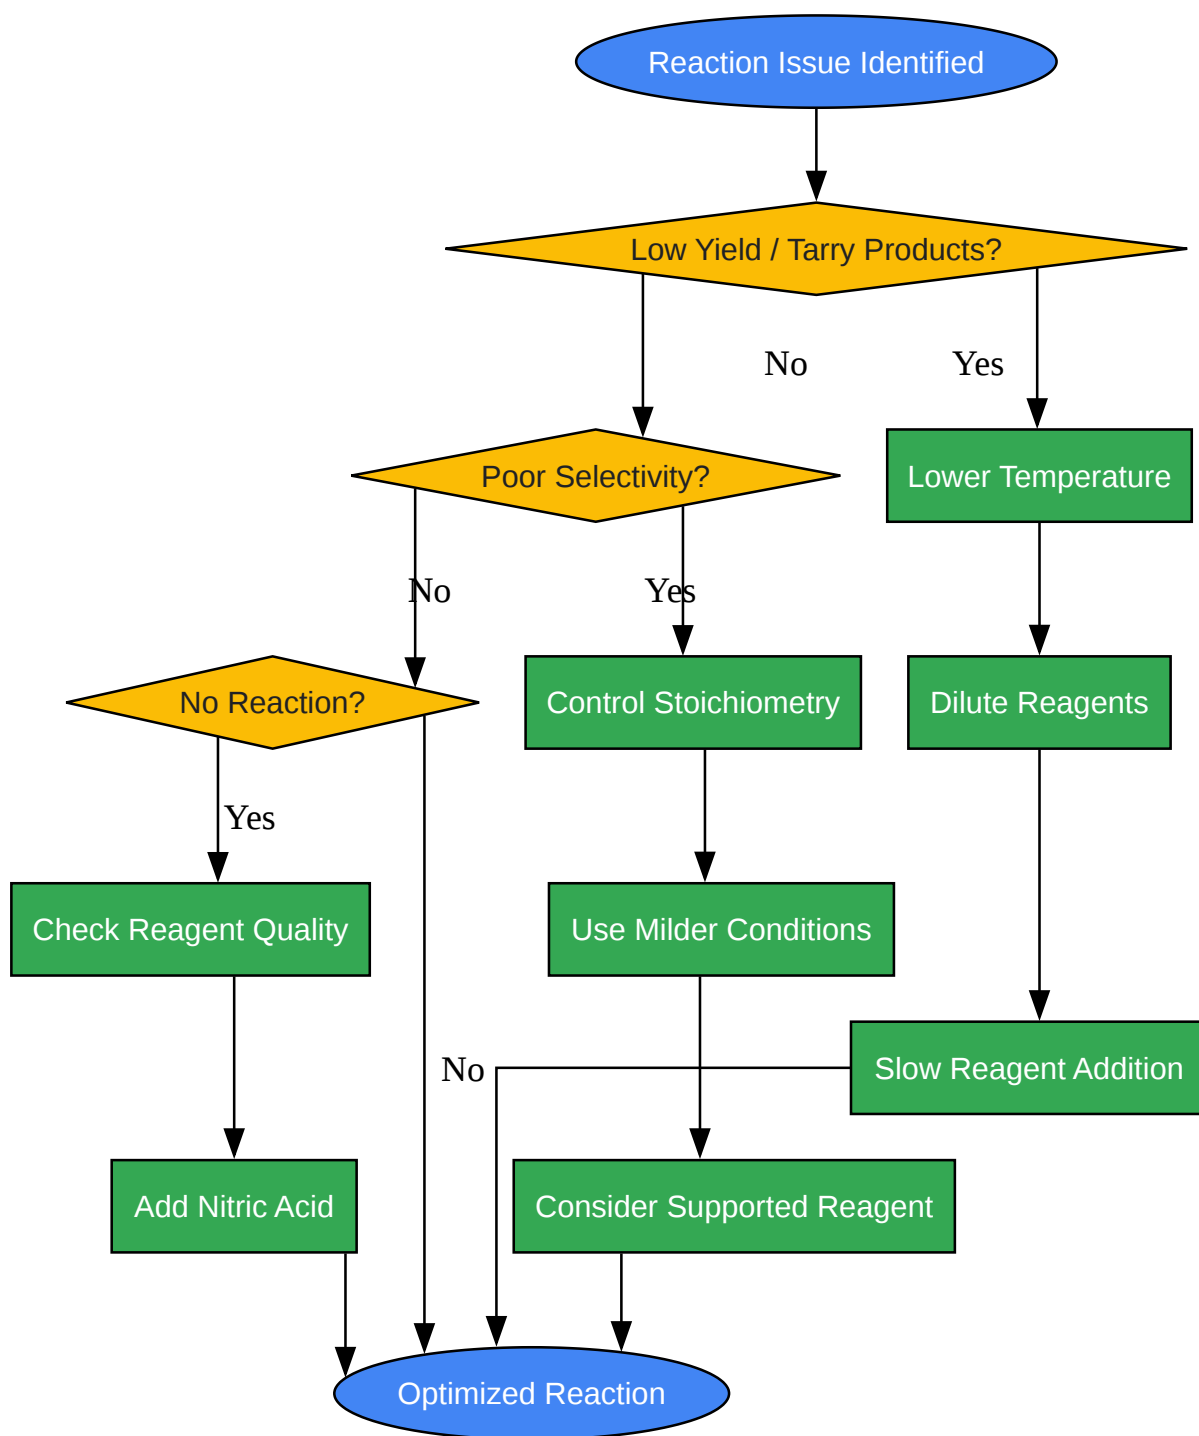 Reaction Issue Identified
Low Yield / Tarry Products?
No
Yes
Poor Selectivity?
Lower Temperature
No
Yes
No Reaction?
Control Stoichiometry
Dilute Reagents
Yes
Check Reagent Quality
Use Milder Conditions
No
Slow Reagent Addition
Add Nitric Acid
Consider Supported Reagent
Optimized Reaction